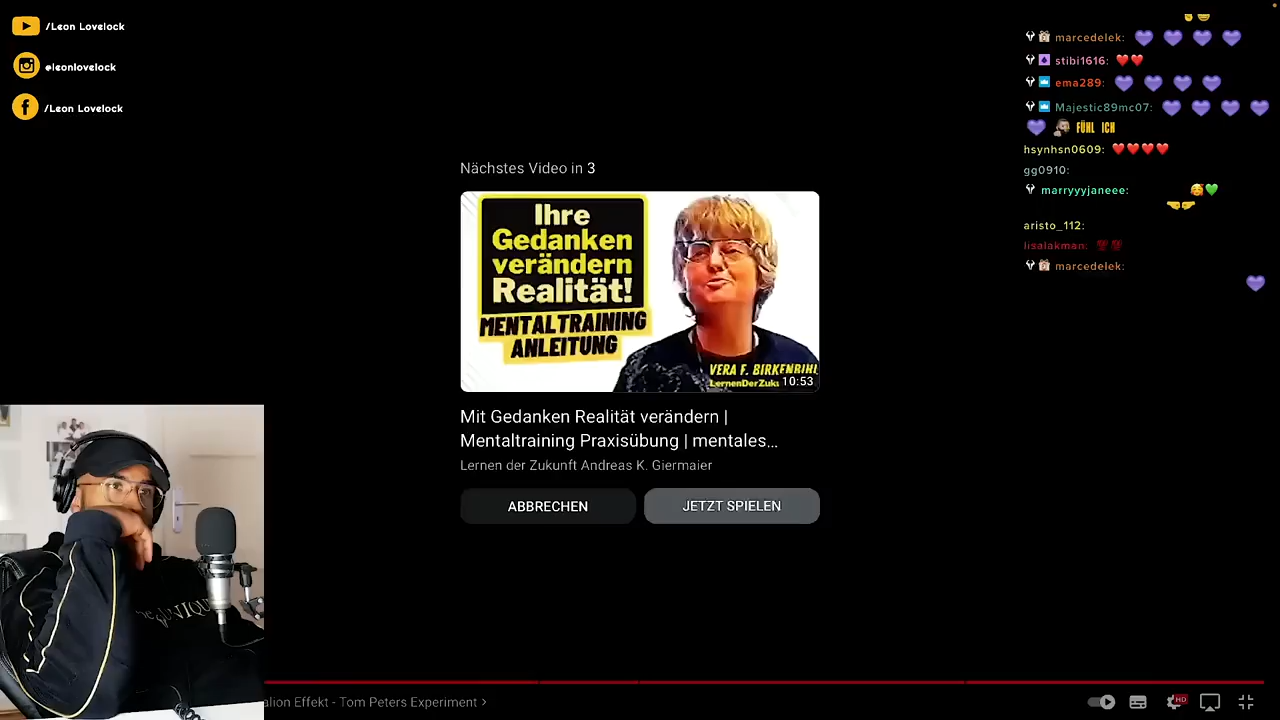 /Leon Lovelock
@leonlovelock
/Leon Lovelock
marcedelek:
stibi1616:
ema289:
Majestic89mc07:
FÜHL ICH
hsynhsn0609:
gg0910:
marryyyjaneee:
aristo_112:
lisalakman: 💯💯
marcedelek:
Nächstes Video in 3
Ihre
Gedanken
verändern
Realität!
MENTALTRAINING
ANLEITUNG
VERA F. BIRKENBIHL
LernenDerZuku
10:53
Mit Gedanken Realität verändern |
Mentaltraining Praxisübung | mentales…
Lernen der Zukunft Andreas K. Giermaier
ABBRECHEN
JETZT SPIELEN
alion Effekt - Tom Peters Experiment
HD